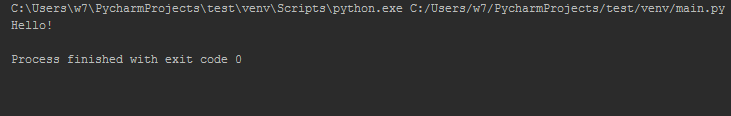 C:\Users\w7\PycharmProjects\test\venv\Scripts\python.exe C:/Users/w7/PycharmProjects/test/venv/main.py
Hello!
Process finished with exit code 0